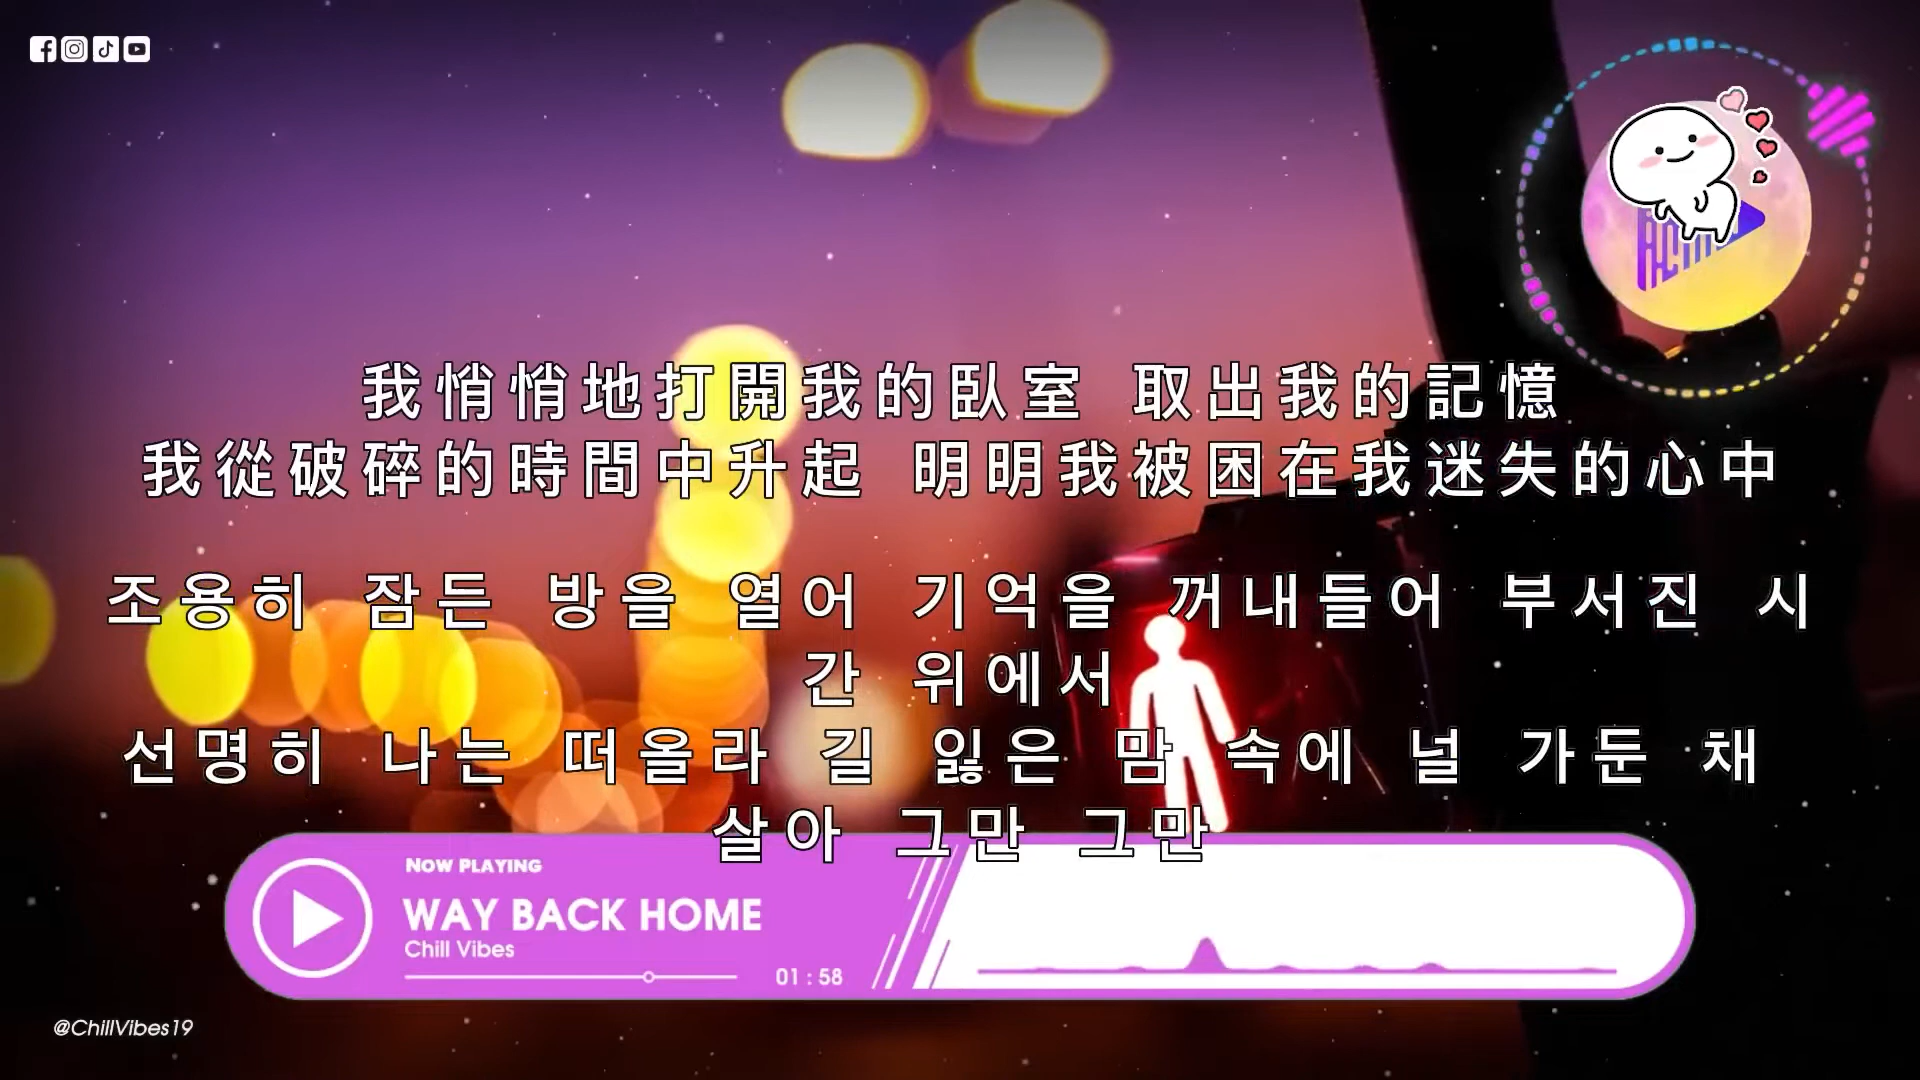 我悄悄地打開我的臥室 取出我的記憶
我從破碎的時間中升起 明明我被困在我迷失的心中
조용히 잠든 방을 열어 기억을 꺼내들어 부서진 시
간 위에서
선명히 나는 떠올라 길 잃은 맘 속에 널 가둔 채
살아 그만 그만
NOW PLAYING
WAY BACK HOME
Chill Vibes
01 : 58
@ChillVibes19